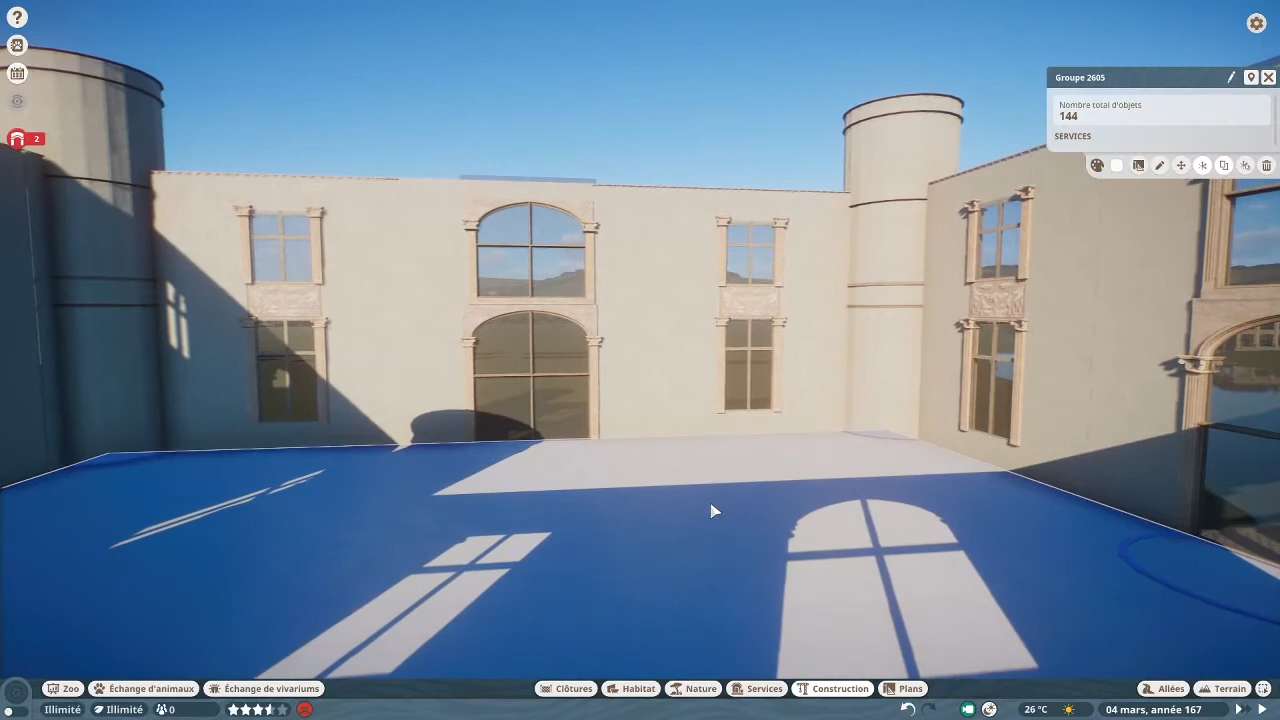 ?
Groupe 2605
Nombre total d'objets
144
SERVICES
2
Zoo
Échange d'animaux
Échange de vivariums
Clôtures
Habitat
Nature
Services
Construction
Plans
Allées
Terrain
Illimité
Illimité
0
26 °C
04 mars, année 167